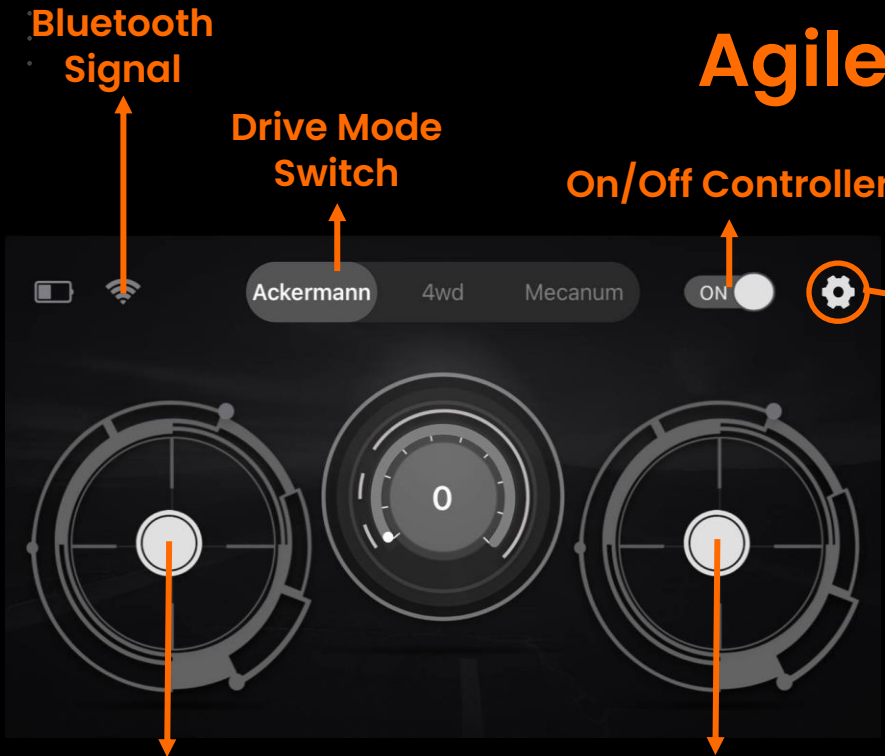 Bluetooth
Signal
Agile
Drive Mode
Switch
On/Off Controller
Ackermann 4wd Mecanum ON
0